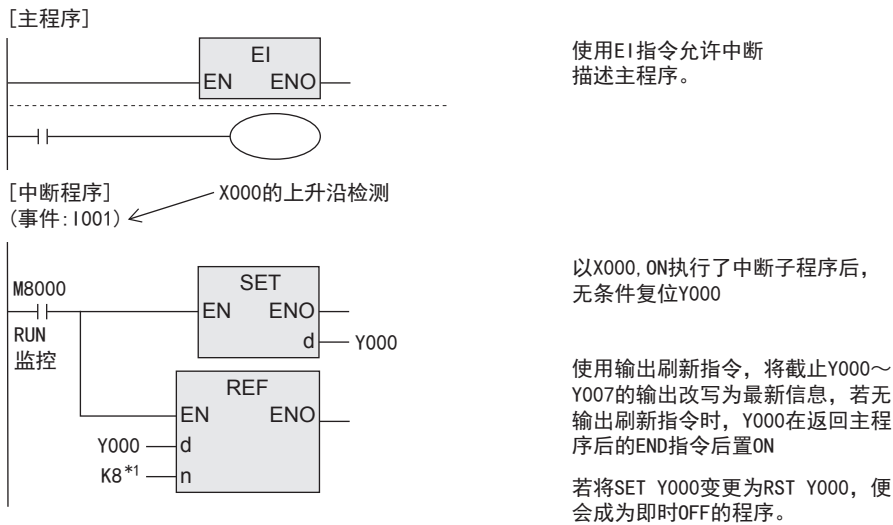 [主程序]
EI
EN ENO
使用EI指令允许中断
描述主程序。
[中断程序]
X000的上升沿检测
(事件:I001)
M8000
RUN
监控
SET
EN ENO
d
Y000
以X000,ON执行了中断子程序后,
无条件复位Y000
REF
EN ENO
Y000
d
K8*1
n
使用输出刷新指令，将截止Y000～
Y007的输出改写为最新信息，若无
输出刷新指令时，Y000在返回主程
序后的END指令后置ON
若将SET Y000变更为RST Y000，便
会成为即时OFF的程序。